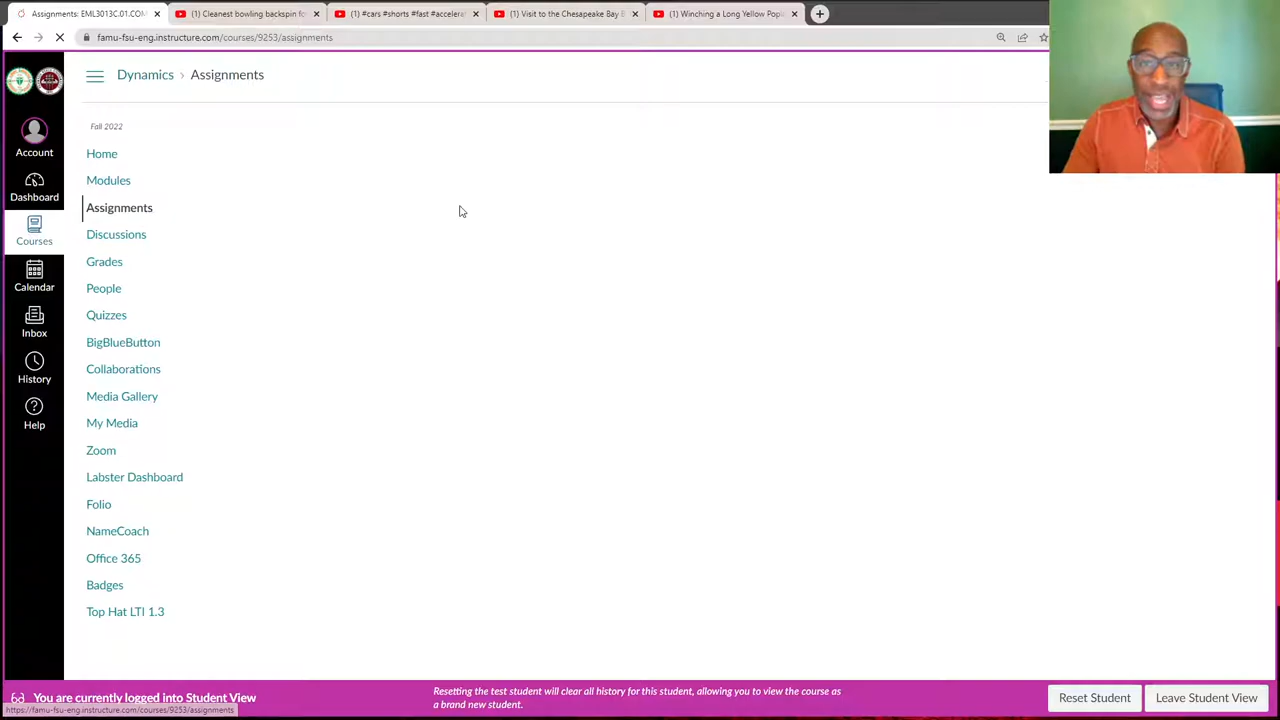 Assignments: EML3013C.01.COM
(1) Cleanest bowling backspin fo
(1) #cars #shorts #fast #accelera
(1) Visit to the Chesapeake Bay B
(1) Winching a Long Yellow Popl
famu-fsu-eng.instructure.com/courses/9253/assignments
Dynamics › Assignments
Fall 2022
Home
Modules
Assignments
Discussions
Grades
People
Quizzes
BigBlueButton
Collaborations
Media Gallery
My Media
Zoom
Labster Dashboard
Folio
NameCoach
Office 365
Badges
Top Hat LTI 1.3
Account
Dashboard
Courses
Calendar
Inbox
History
Help
You are currently logged into Student View
Resetting the test student will clear all history for this student, allowing you to view the course as
a brand new student.
Reset Student
Leave Student View
https://famu-fsu-eng.instructure.com/courses/9253/assignments